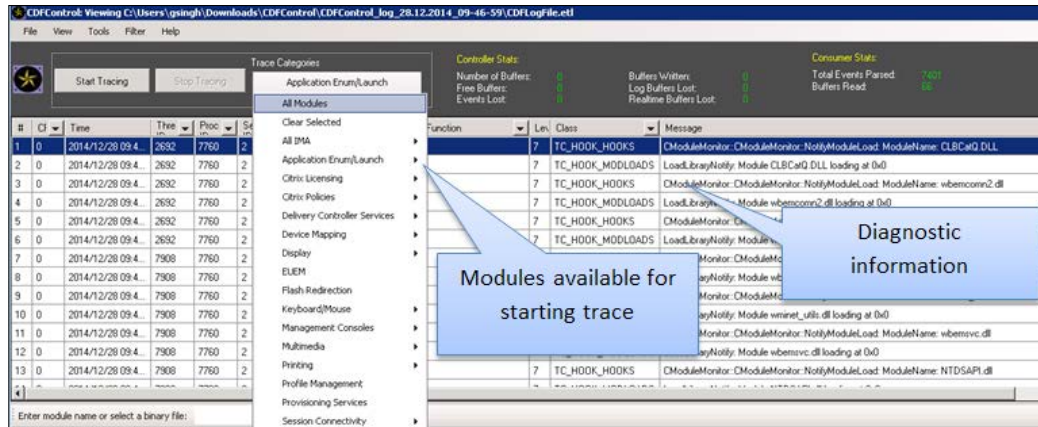 CDFControl: Viewing C:\Users\gsingh\Downloads\CDFControl\CDFControl_log_28.12.2014_09-46-59\CDFLogFile.etl
File View Tools Filter Help
Start Tracing
Stop Tracing
Trace Categories
Application Enum/Launch
Controller Stats:
Number of Buffers: 0
Free Buffers: 0
Events Lost: 0
Buffers Written: 0
Log Buffers Lost: 0
Realtime Buffers Lost: 0
Consumer Stats:
Total Events Parsed: 7401
Buffers Read: 66
All Modules
Clear Selected
All IMA
Application Enum/Launch
Citrix Licensing
Citrix Policies
Delivery Controller Services
Device Mapping
Display
EUEM
Flash Redirection
Keyboard/Mouse
Management Consoles
Multimedia
Printing
Profile Management
Provisioning Services
Session Connectivity
# Time Thre Proc Se Function Lev Class Message
1 0 2014/12/28 09:4... 2692 7760 2 7 TC_HOOK_HOOKS CModuleMonitor::CModuleMonitor::NotifyModuleLoad: ModuleName: CLBCatQ.DLL
2 0 2014/12/28 09:4... 2692 7760 2 7 TC_HOOK_MODLOADS LoadLibraryNotify: Module CLBCatQ.DLL loading at 0x0
3 0 2014/12/28 09:4... 2692 7760 2 7 TC_HOOK_HOOKS CModuleMonitor::CModuleMonitor::NotifyModuleLoad: ModuleName: wbemcomn2.dll
4 0 2014/12/28 09:4... 2692 7760 2 7 TC_HOOK_MODLOADS Module wbemcomn2.dll loading at 0x0
5 0 2014/12/28 09:4... 2692 7760 2 7 TC_HOOK_HOOKS
6 0 2014/12/28 09:4... 2692 7760 2 7 TC_HOOK_MODLOADS LoadLibraryNotify: Module
7 0 2014/12/28 09:4... 7908 7760 2
8 0 2014/12/28 09:4... 7908 7760 2
9 0 2014/12/28 09:4... 7908 7760 2
10 0 2014/12/28 09:4... 7908 7760 2 Module wminet_utils.dll loading at 0x0
11 0 2014/12/28 09:4... 7908 7760 2 CModuleMonitor::NotifyModuleLoad: ModuleName: wbemsvc.dll
12 0 2014/12/28 09:4... 7908 7760 2 Module wbemsvc.dll loading at 0x0
13 0 2014/12/28 09:4... 7908 7760 2 7 TC_HOOK_HOOKS CModuleMonitor::CModuleMonitor::NotifyModuleLoad: ModuleName: NTDSAPI.dll
Modules available for
starting trace
Diagnostic
information
Enter module name or select a binary file: